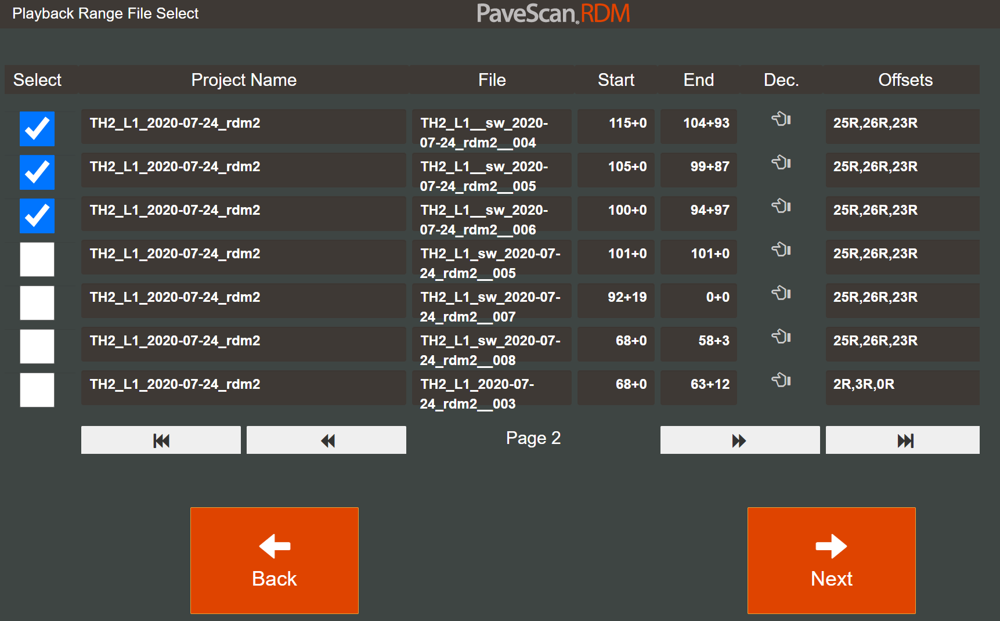 Playback Range File Select
PaveScan® RDM
Select Project Name File Start End Dec. Offsets
TH2_L1_2020-07-24_rdm2 TH2_L1__sw_2020- 115+0 104+93 25R,26R,23R
07-24_rdm2__004
TH2_L1_2020-07-24_rdm2 TH2_L1__sw_2020- 105+0 99+87 25R,26R,23R
07-24_rdm2__005
TH2_L1_2020-07-24_rdm2 TH2_L1__sw_2020- 100+0 94+97 25R,26R,23R
07-24_rdm2__006
TH2_L1_2020-07-24_rdm2 TH2_L1_sw_2020-07- 101+0 101+0 25R,26R,23R
24_rdm2__005
TH2_L1_2020-07-24_rdm2 TH2_L1_sw_2020-07- 92+19 0+0 25R,26R,23R
24_rdm2__007
TH2_L1_2020-07-24_rdm2 TH2_L1_sw_2020-07- 68+0 58+3 25R,26R,23R
24_rdm2__008
TH2_L1_2020-07-24_rdm2 TH2_L1_2020-07- 68+0 63+12 2R,3R,0R
24_rdm2__003
Page 2
Back Next